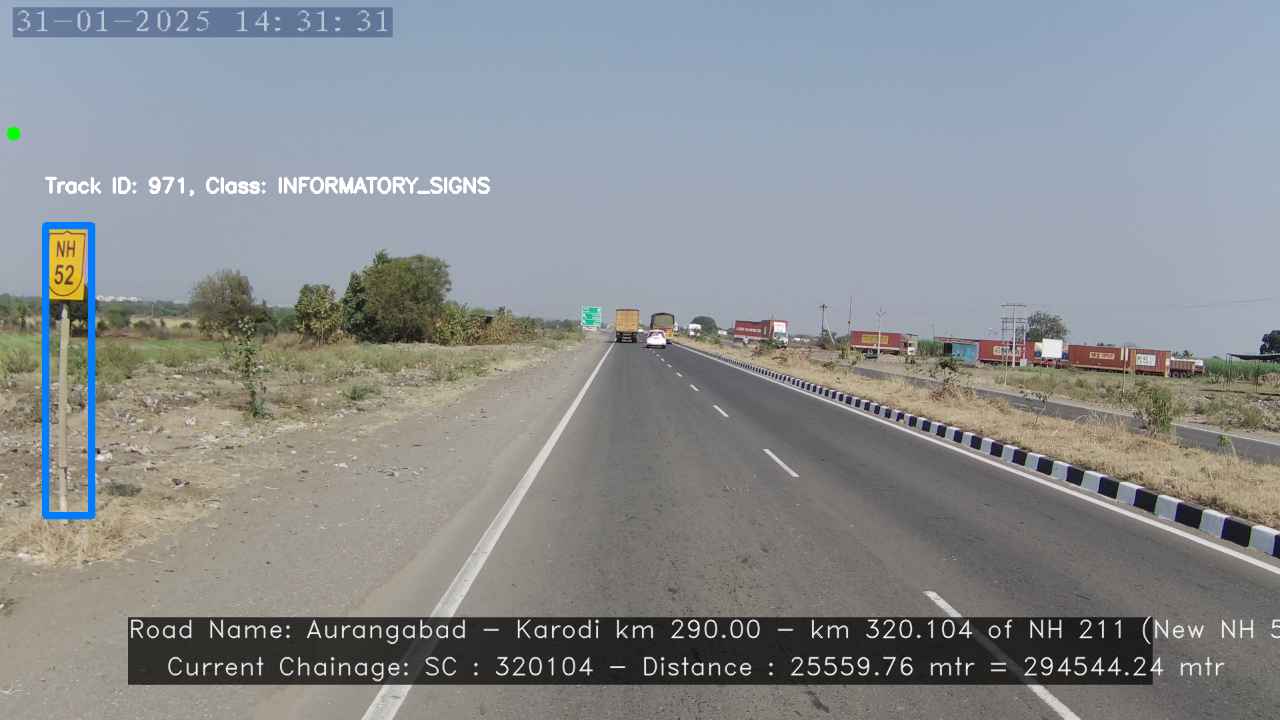 31-01-2025 14:31:31
Track ID: 971, Class: INFORMATORY_SIGNS
NH
52
Road Name: Aurangabad - Karodi km 290.00 - km 320.104 of NH 211 (New NH 5
Current Chainage: SC : 320104 - Distance : 25559.76 mtr = 294544.24 mtr